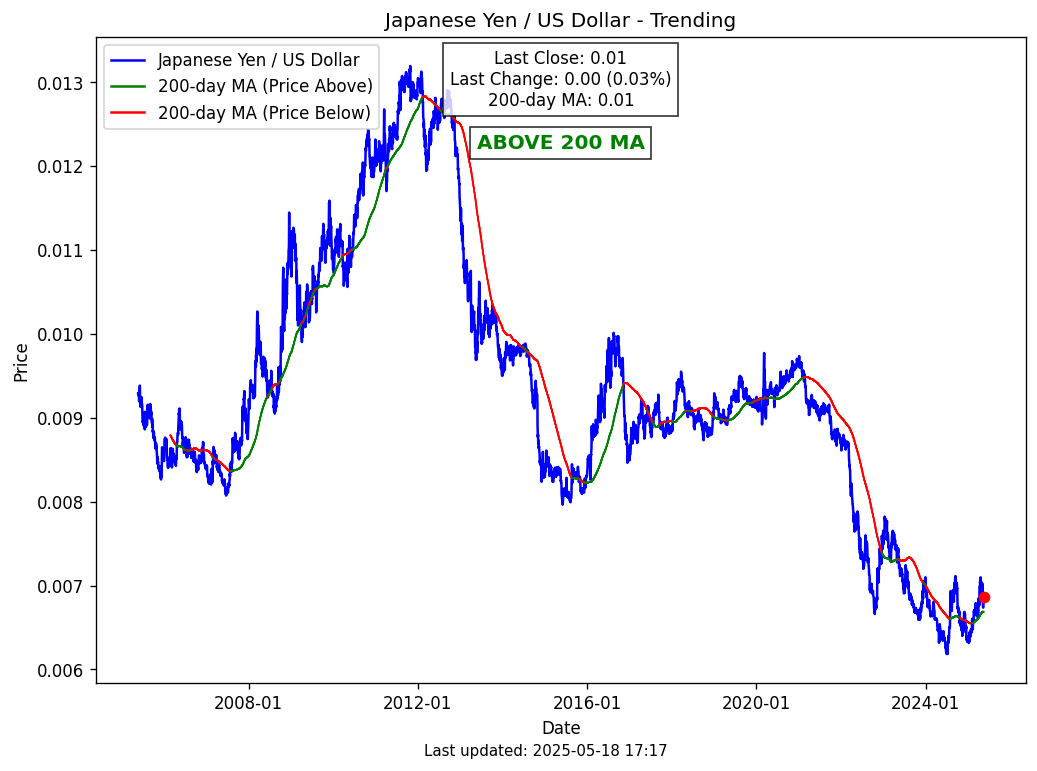 Japanese Yen / US Dollar - Trending
Japanese Yen / US Dollar
200-day MA (Price Above)
200-day MA (Price Below)
Last Close: 0.01
Last Change: 0.00 (0.03%)
200-day MA: 0.01
ABOVE 200 MA
Price
0.013
0.012
0.011
0.010
0.009
0.008
0.007
0.006
2008-01
2012-01
2016-01
2020-01
2024-01
Date
Last updated: 2025-05-18 17:17